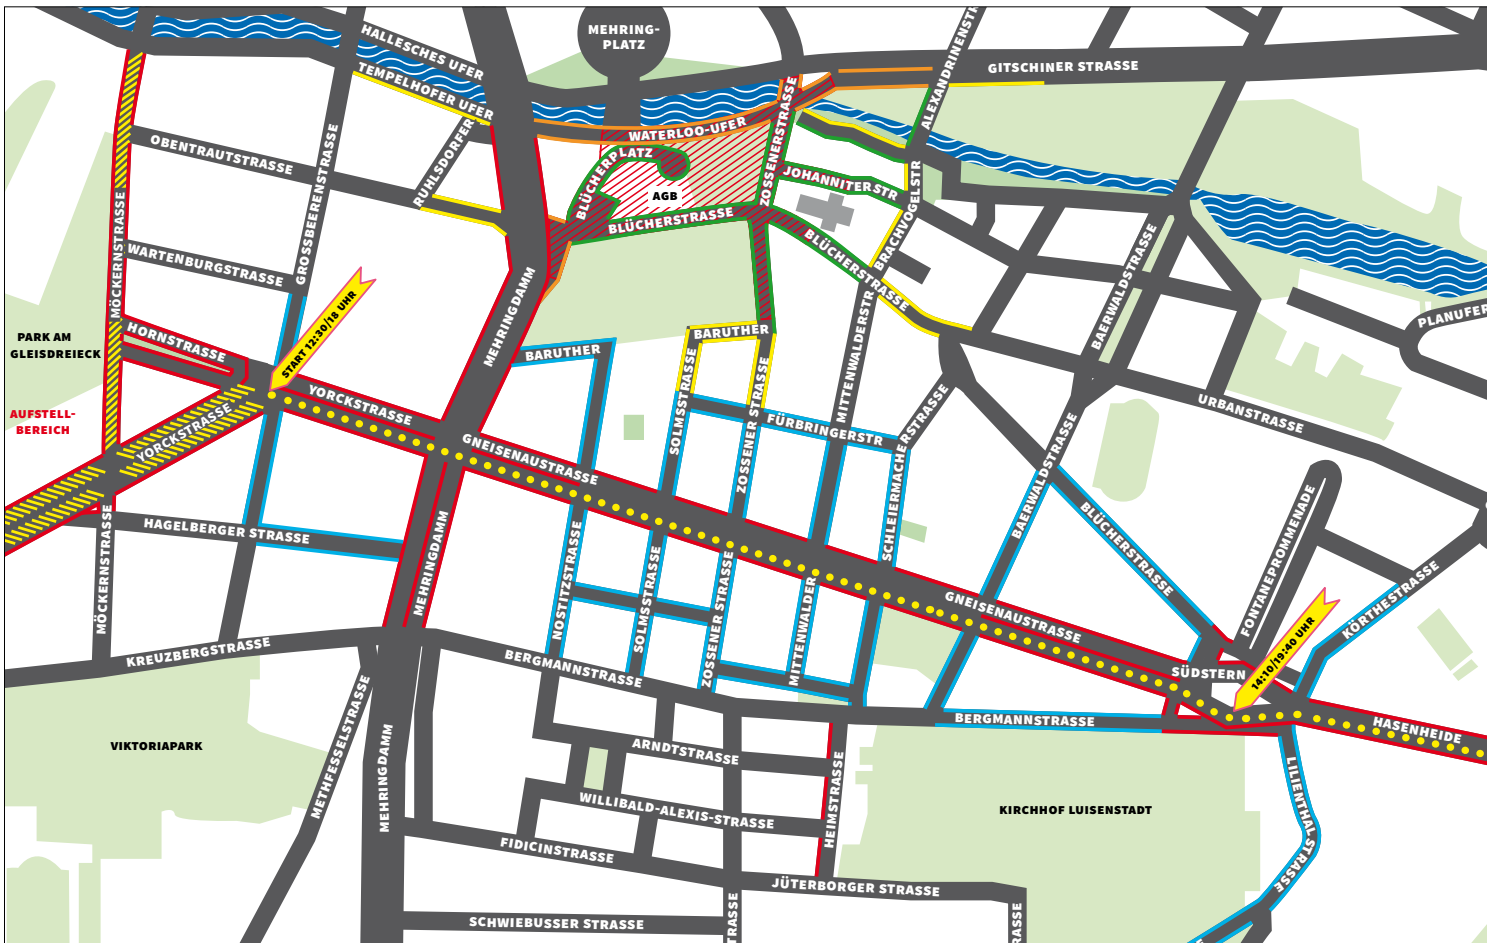 HALLESCHES UFER
TEMPELHOFER UFER
MEHRING-
PLATZ
ALEXANDRINENSTR
GITSCHINER STRASSE
OBENTRAUTSTRASSE
GROSSBEERENSTRASSE
RUHLSDORFER
WATERLOO-UFER
BLÜCHERPLATZ
AGB
ZOSSENERSTRASSE
JOHANNITERSTR
BRACHVOGELSTR
BLÜCHERSTRASSE
BLÜCHERSTRASSE
MÖCKERNSTRASSE
WARTENBURGSTRASSE
MEHRINGDAMM
BAERWALDSTRASSE
PLANUFER
START 12:30/18 UHR
PARK AM
GLEISDREIECK
HORNSTRASSE
BARUTHER
BARUTHER
MITTENWALDERSTR
AUFSTELL-
BEREICH
YORCKSTRASSE
YORCKSTRASSE
SOLMSSTRASSE
ZOSSENER STRASSE
FÜRBRINGERSTR
SCHLEIERMACHERSTRASSE
URBANSTRASSE
GNEISENAUSTRASSE
BAERWALDSTRASSE
BLÜCHERSTRASSE
FONTANEPROMMENADE
KÖRTHESTRASSE
HAGELBERGER STRASSE
MÖCKERNSTRASSE
MEHRINGDAMM
NOSTITZSTRASSE
SOLMSSTRASSE
ZOSSENER STRASSE
MITTENWALDER
GNEISENAUSTRASSE
14:10/19:40 UHR
SÜDSTERN
KREUZBERGSTRASSE
BERGMANNSTRASSE
BERGMANNSTRASSE
HASENHEIDE
VIKTORIAPARK
METHFESSELSTRASSE
MEHRINGDAMM
ARNDTSTRASSE
WILLIBALD-ALEXIS-STRASSE
HEIMSTRASSE
KIRCHHOF LUISENSTADT
LILIENTHALSTRASSE
FIDICINSTRASSE
JÜTERBORGER STRASSE
SCHWIEBUSSER STRASSE
TRASSE
RASSE